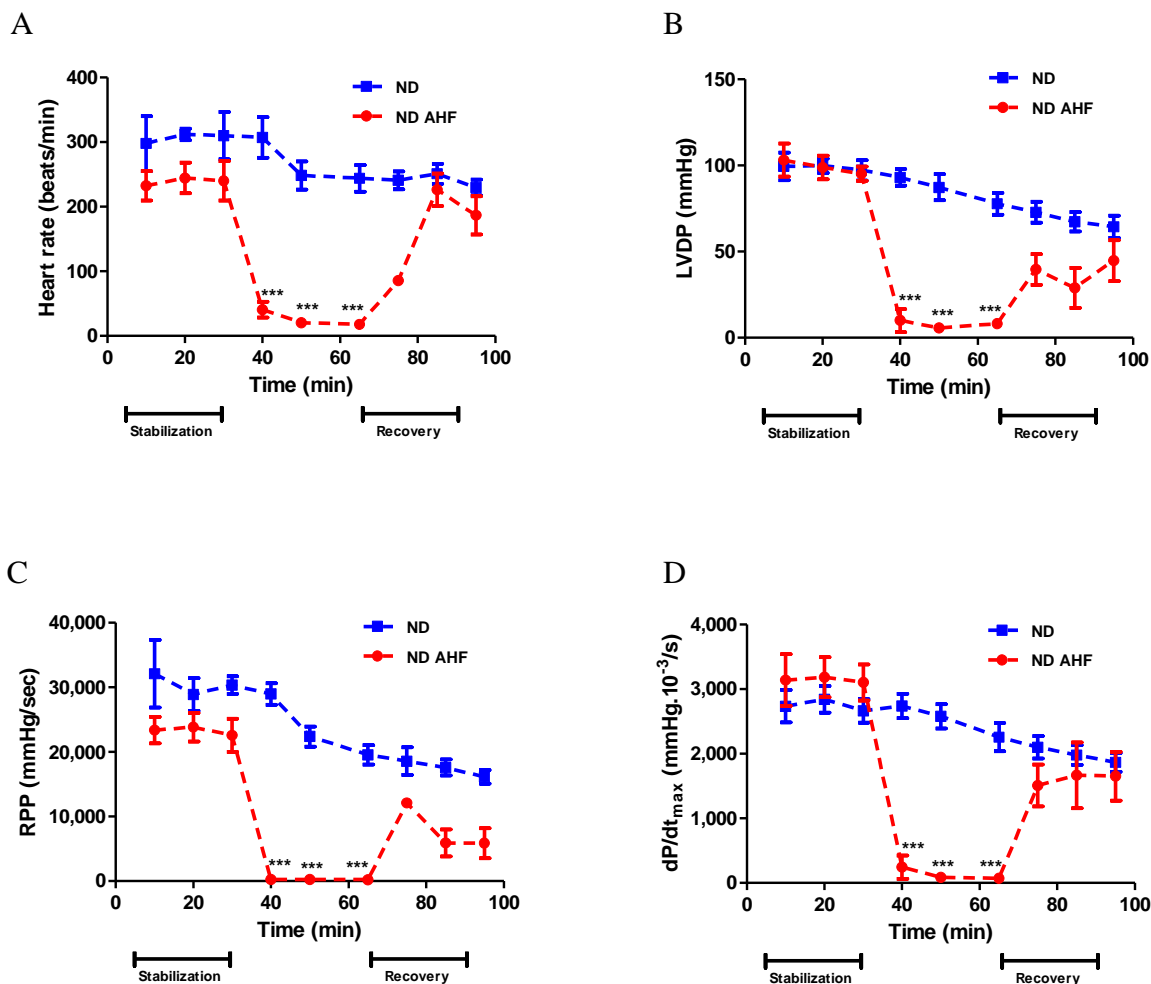 A
B
ND
ND AHF
400
300
200
100
0
Heart rate (beats/min)
***
***
***
0
20
40
60
80
100
Time (min)
Stabilization
Recovery
ND
ND AHF
150
100
50
0
LVDP (mmHg)
***
***
***
0
20
40
60
80
100
Time (min)
Stabilization
Recovery
C
D
ND
ND AHF
40,000
30,000
20,000
10,000
0
RPP (mmHg/sec)
***
***
***
0
20
40
60
80
100
Time (min)
Stabilization
Recovery
ND
ND AHF
4,000
3,000
2,000
1,000
0
dP/dtmax (mmHg.10-3/s)
***
***
***
0
20
40
60
80
100
Time (min)
Stabilization
Recovery